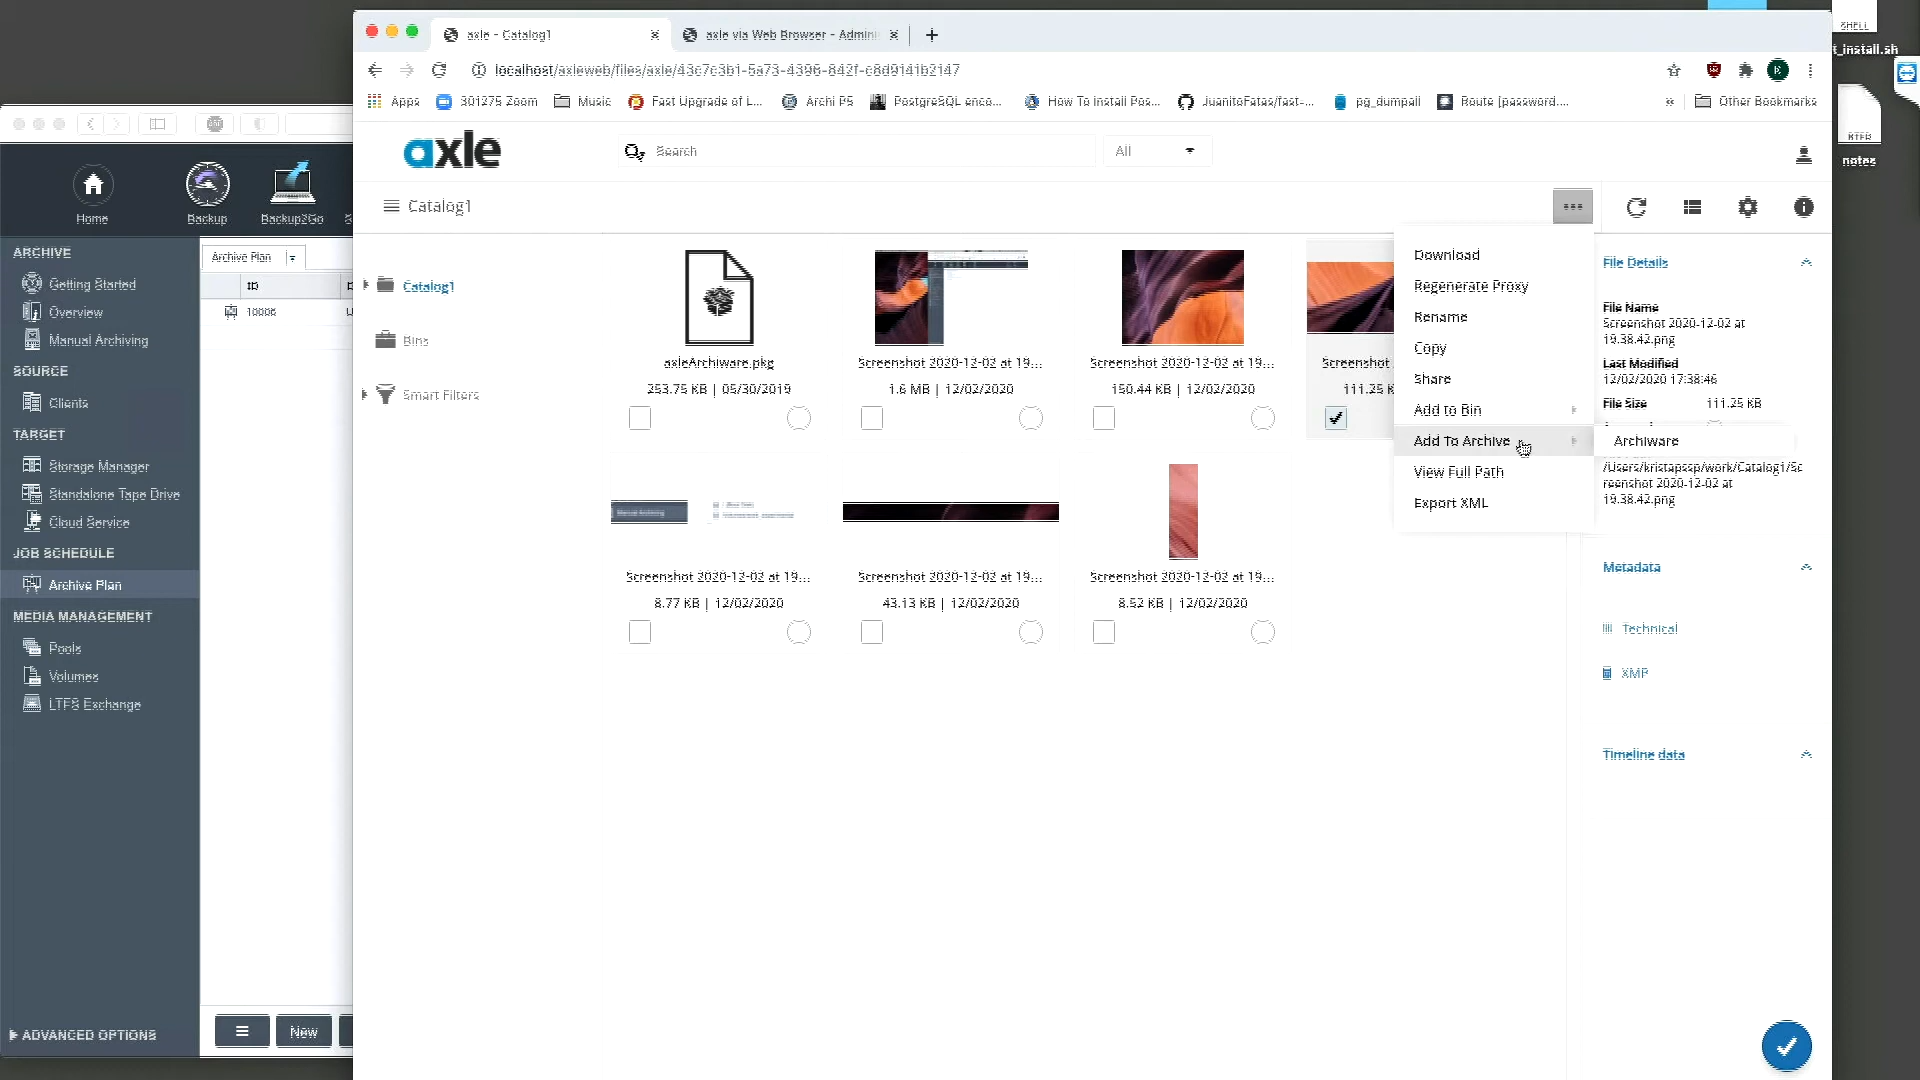 axle - Catalog1
axle via Web Browser - Admini
localhost/axleweb/files/axle/43c7c3b1-5a73-4396-842f-c8d9141b2147
Apps
301275 Zoom
Music
Fast Upgrade of L...
Archi P5
PostgreSQL enco...
How To Install Pos...
JuanitoFatas/fast-...
pg_dumpall
Route [password....
»
Other Bookmarks
SHELL
t_install.sh
RTFD
notes
axle
Search
All
Catalog1
Home
Backup
Backup2Go
ARCHIVE
Getting Started
Overview
Manual Archiving
SOURCE
Clients
TARGET
Storage Manager
Standalone Tape Drive
Cloud Service
JOB SCHEDULE
Archive Plan
MEDIA MANAGEMENT
Pools
Volumes
LTFS Exchange
ADVANCED OPTIONS
Archive Plan
ID
10006
New
Catalog1
Bins
Smart Filters
axleArchiware.pkg
253.75 KB | 05/30/2019
Screenshot 2020-12-02 at 19...
1.6 MB | 12/02/2020
Screenshot 2020-12-02 at 19...
150.44 KB | 12/02/2020
Screenshot
111.25 K
Screenshot 2020-12-02 at 19...
8.77 KB | 12/02/2020
Screenshot 2020-12-02 at 19...
43.13 KB | 12/02/2020
Screenshot 2020-12-02 at 19...
8.52 KB | 12/02/2020
Manual Archiving
Download
Regenerate Proxy
Rename
Copy
Share
Add to Bin
Add To Archive
View Full Path
Export XML
Archiware
File Details
File Name
Screenshot 2020-12-02 at
19.38.42.png
Last Modified
12/02/2020 17:38:46
File Size
111.25 KB
/Users/kristapssp/work/Catalog1/Sc
reenshot 2020-12-02 at
19.38.42.png
Metadata
Technical
XMP
Timeline data